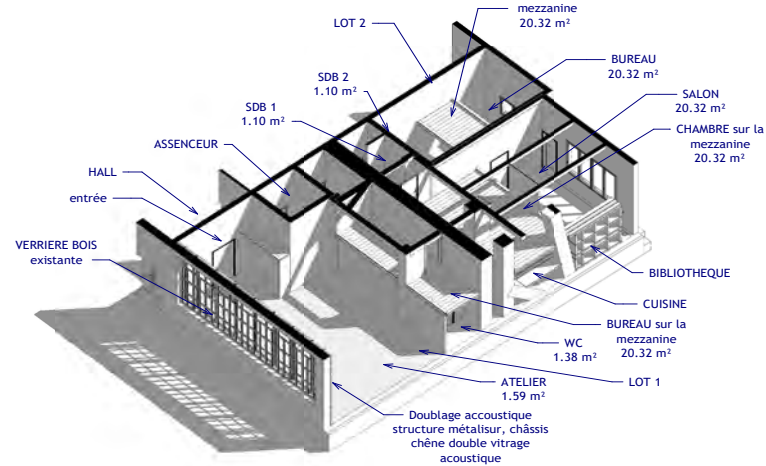 mezzanine
20.32 m²
LOT 2
BUREAU
20.32 m²
SDB 2
1.10 m²
SALON
20.32 m²
SDB 1
1.10 m²
CHAMBRE sur la
mezzanine
20.32 m²
ASSENCEUR
HALL
entrée
VERRIERE BOIS
existante
BIBLIOTHEQUE
CUISINE
BUREAU sur la
mezzanine
20.32 m²
WC
1.38 m²
LOT 1
ATELIER
1.59 m²
Doublage accoustique
structure métalisur, châssis
chêne double vitrage
acoustique